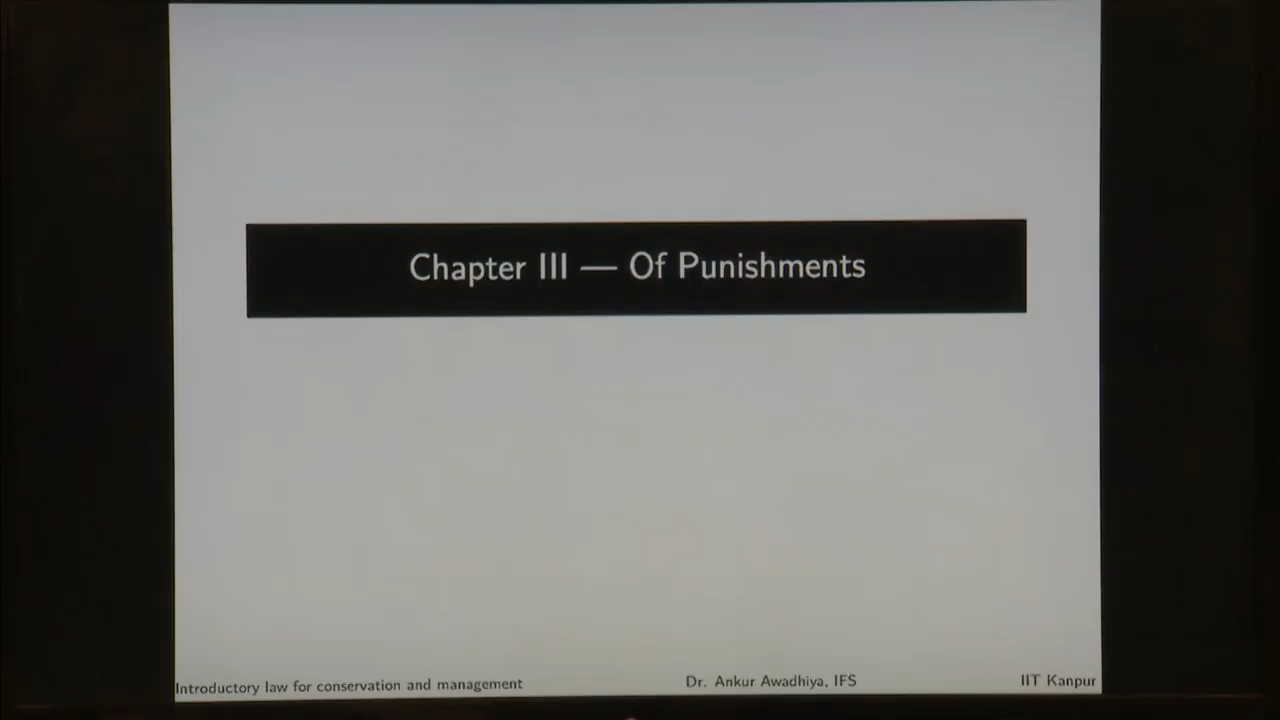 Chapter III — Of Punishments
Introductory law for conservation and management
Dr. Ankur Awadhiya, IFS
IIT Kanpur